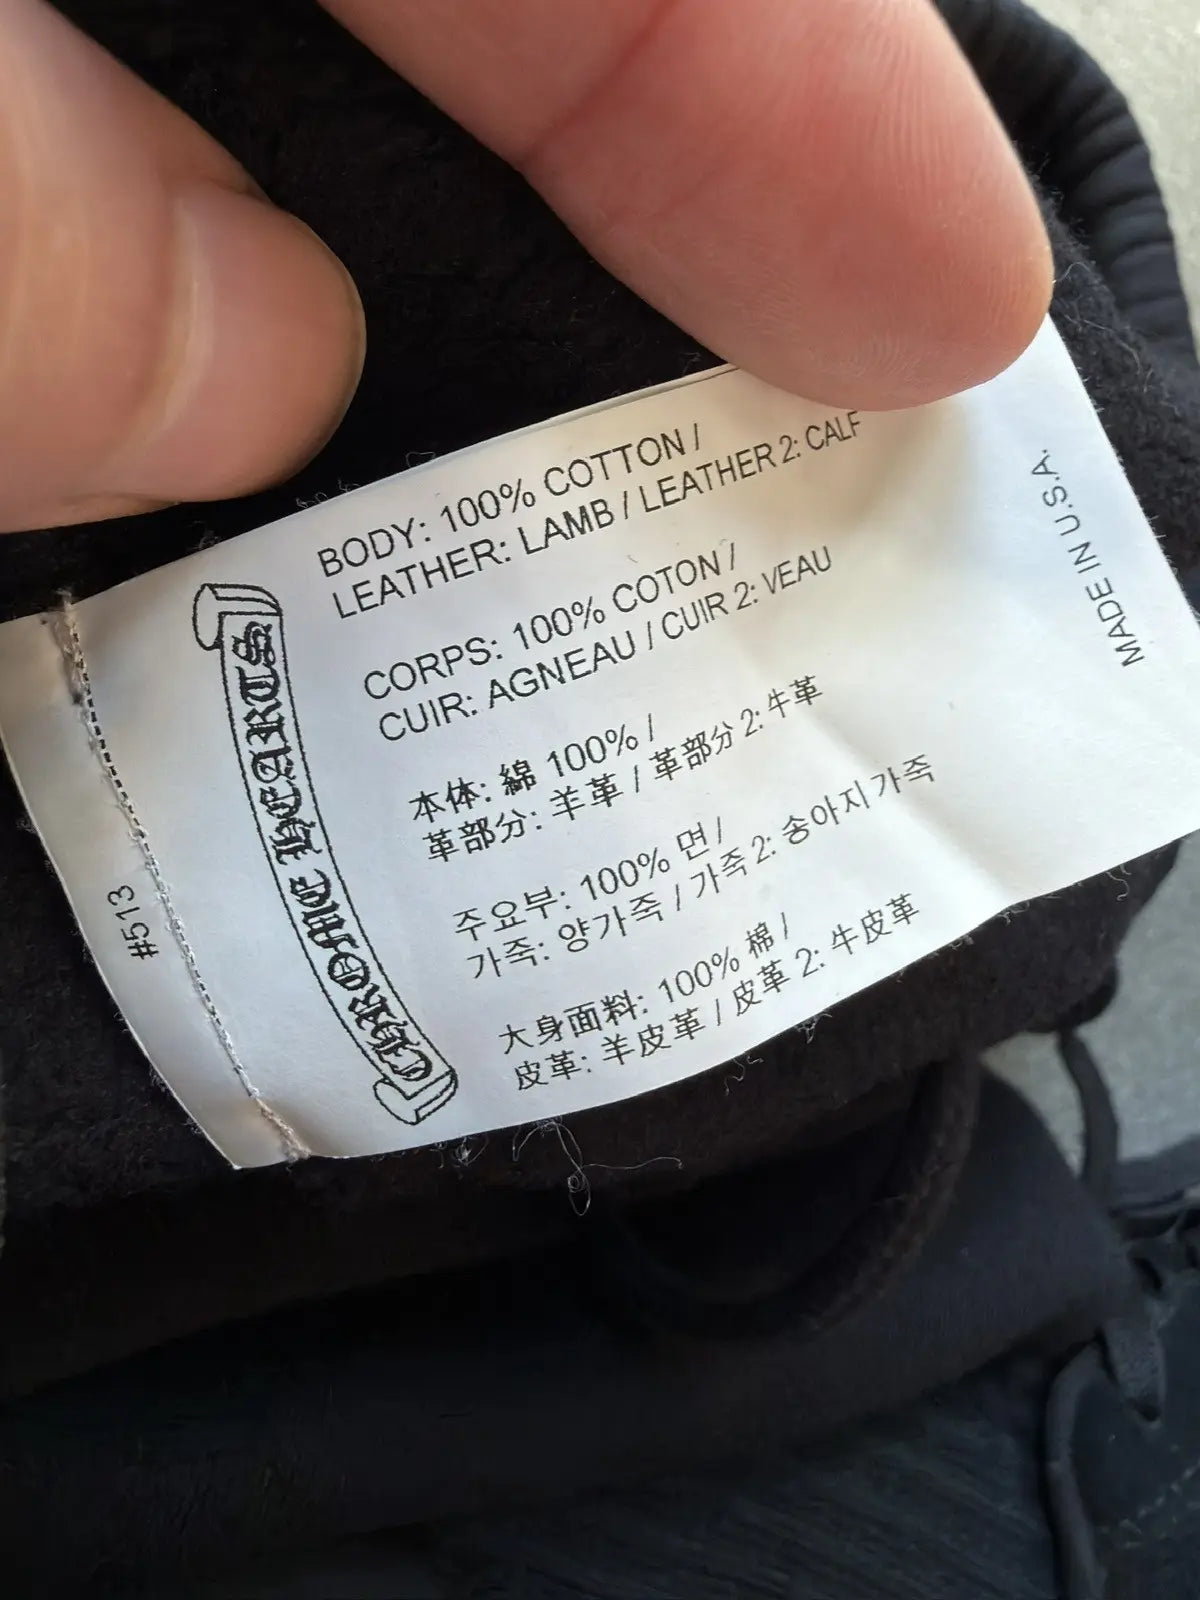 BODY: 100% COTTON /
LEATHER: LAMB / LEATHER 2: CALF
CORPS: 100% COTON /
CUIR: AGNEAU / CUIR 2: VEAU
本体: 綿 100% /
革部分: 羊革 / 革部分 2: 牛革
주요부: 100% 면 /
가죽: 양가죽 / 가죽 2: 송아지 가죽
大身面料: 100% 棉 /
皮革: 羊皮革 / 皮革 2: 牛皮革
CHROME HEARTS
#513
MADE IN U.S.A.